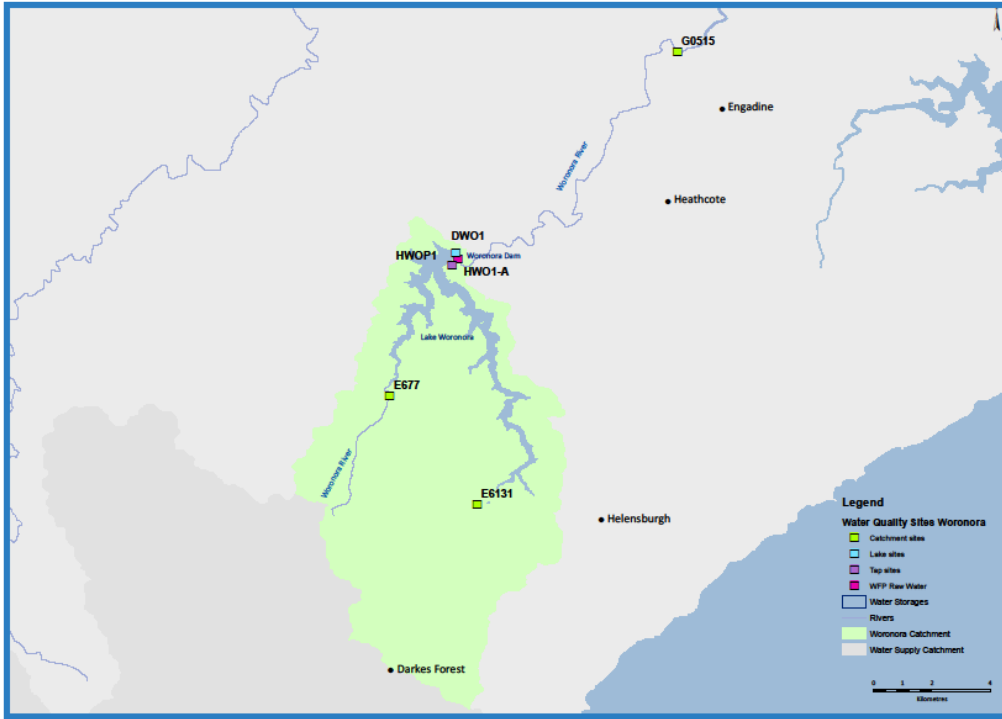 G0515
Engadine
Woronora River
Heathcote
DWO1
HWOP1
Woronora Dam
HWO1-A
Lake Woronora
E677
Woronora River
E6131
Helensburgh
Darkes Forest
Legend
Water Quality Sites Woronora
Catchment sites
Lake sites
Tap sites
WFP Raw Water
Water Storages
Rivers
Woronora Catchment
Water Supply Catchment
0 1 2 4
Kilometres